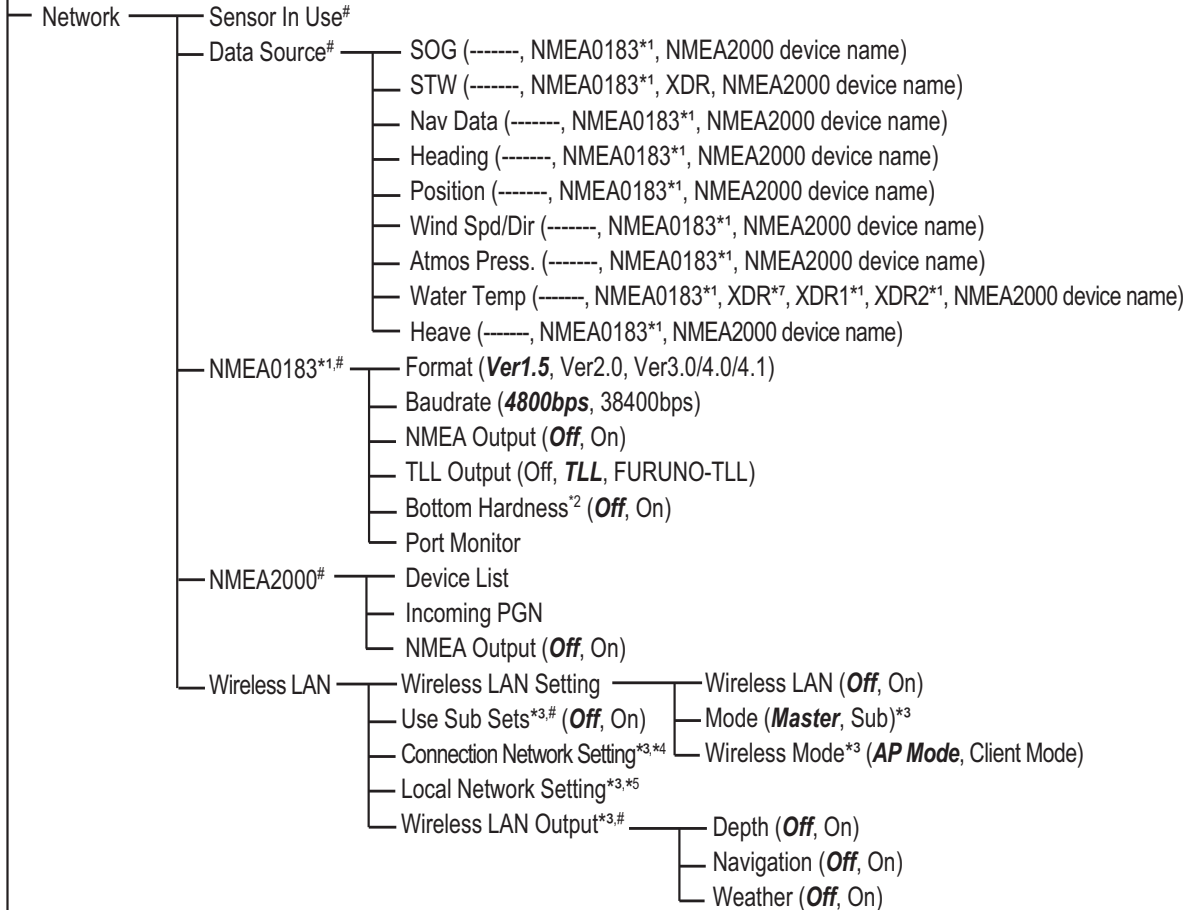 Network
Sensor In Use#
Data Source#
SOG (-------, NMEA0183*1, NMEA2000 device name)
STW (-------, NMEA0183*1, XDR, NMEA2000 device name)
Nav Data (-------, NMEA0183*1, NMEA2000 device name)
Heading (-------, NMEA0183*1, NMEA2000 device name)
Position (-------, NMEA0183*1, NMEA2000 device name)
Wind Spd/Dir (-------, NMEA0183*1, NMEA2000 device name)
Atmos Press. (-------, NMEA0183*1, NMEA2000 device name)
Water Temp (-------, NMEA0183*1, XDR*7, XDR1*1, XDR2*1, NMEA2000 device name)
Heave (-------, NMEA0183*1, NMEA2000 device name)
NMEA0183*1,#
Format (Ver1.5, Ver2.0, Ver3.0/4.0/4.1)
Baudrate (4800bps, 38400bps)
NMEA Output (Off, On)
TLL Output (Off, TLL, FURUNO-TLL)
Bottom Hardness*2 (Off, On)
Port Monitor
NMEA2000#
Device List
Incoming PGN
NMEA Output (Off, On)
Wireless LAN
Wireless LAN Setting
Wireless LAN (Off, On)
Mode (Master, Sub)*3
Wireless Mode*3 (AP Mode, Client Mode)
Use Sub Sets*3,# (Off, On)
Connection Network Setting*3,*4
Local Network Setting*3,*5
Wireless LAN Output*3,#
Depth (Off, On)
Navigation (Off, On)
Weather (Off, On)